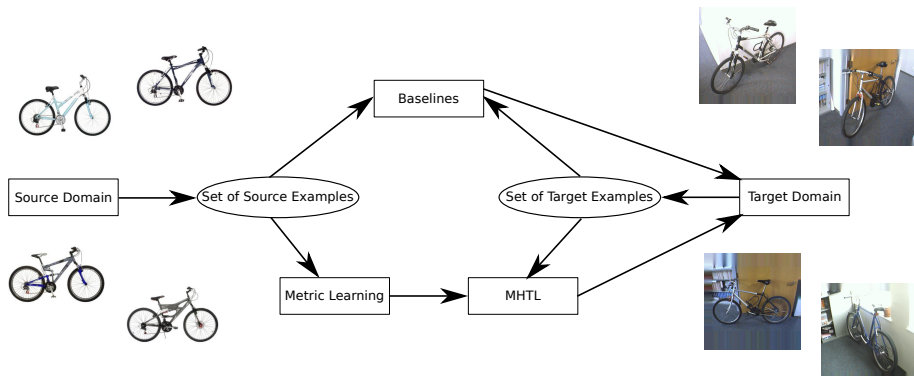 Baselines
Source Domain
Set of Source Examples
Set of Target Examples
Target Domain
Metric Learning
MHTL